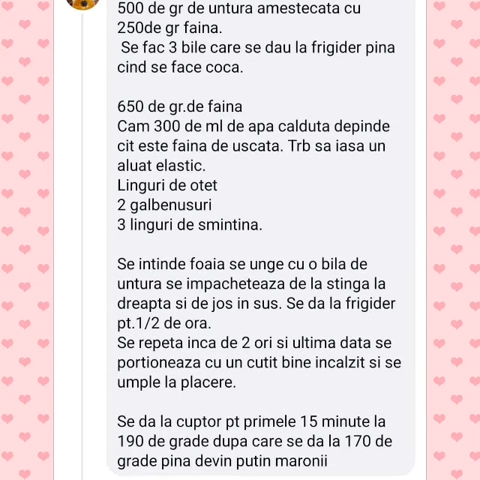 500 de gr de untura amestecata cu
250de gr faina.
Se fac 3 bile care se dau la frigider pina
cind se face coca.
650 de gr.de faina
Cam 300 de ml de apa calduta depinde
cit este faina de uscata. Trb sa iasa un
aluat elastic.
Linguri de otet
2 galbenusuri
3 linguri de smintina.
Se intinde foaia se unge cu o bila de
untura se impacheteaza de la stinga la
dreapta si de jos in sus. Se da la frigider
pt.1/2 de ora.
Se repeta inca de 2 ori si ultima data se
portioneaza cu un cutit bine incalzit si se
umple la placere.
Se da la cuptor pt primele 15 minute la
190 de grade dupa care se da la 170 de
grade pina devin putin maronii